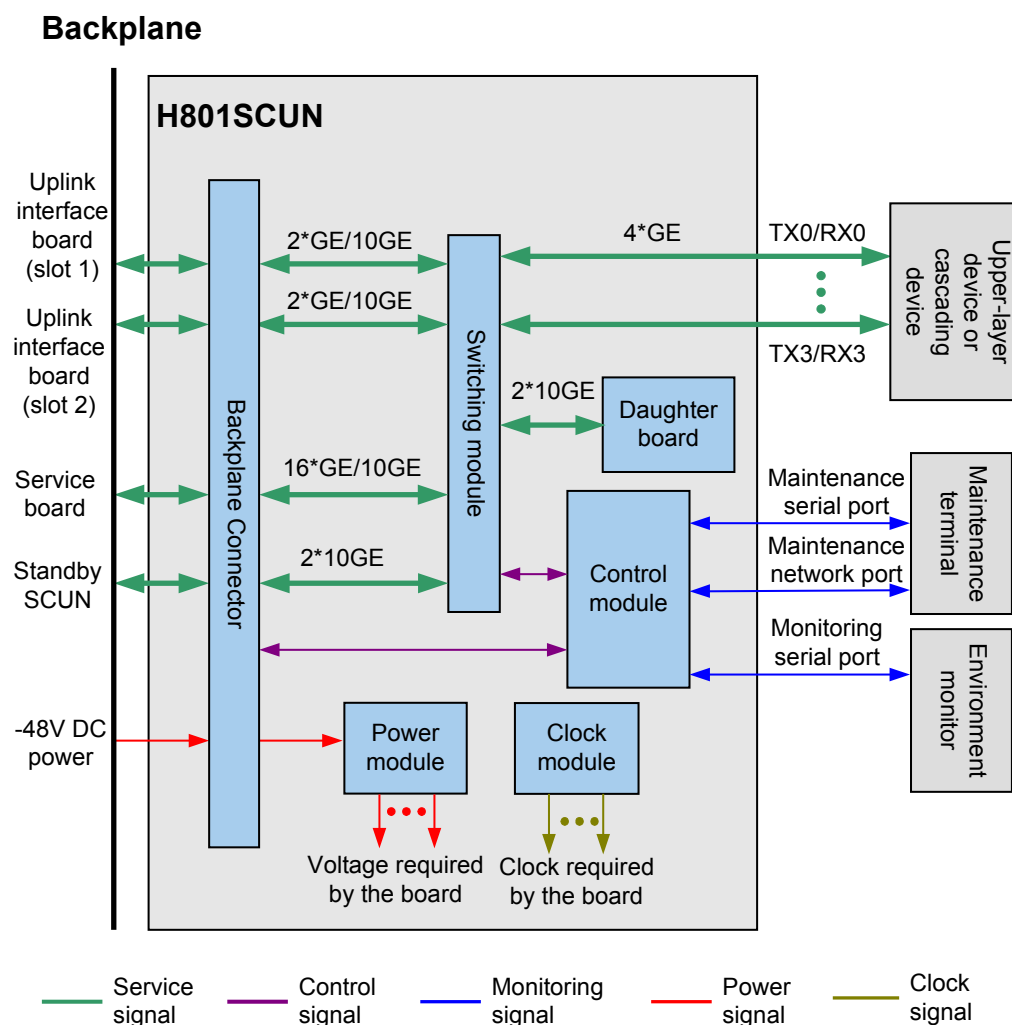 Backplane
H801SCUN
Uplink
interface
board
(slot 1)
Uplink
interface
board
(slot 2)
Service
board
Standby
SCUN
-48V DC
power
Backplane Connector
2*GE/10GE
2*GE/10GE
16*GE/10GE
2*10GE
Switching module
4*GE
TX0/RX0
TX3/RX3
Upper-layer
device or
cascading
device
2*10GE
Daughter
board
Control
module
Maintenance
serial port
Maintenance
network port
Maintenance
terminal
Monitoring
serial port
Environment
monitor
Power
module
Clock
module
Voltage required
by the board
Clock required
by the board
Service
signal
Control
signal
Monitoring
signal
Power
signal
Clock
signal